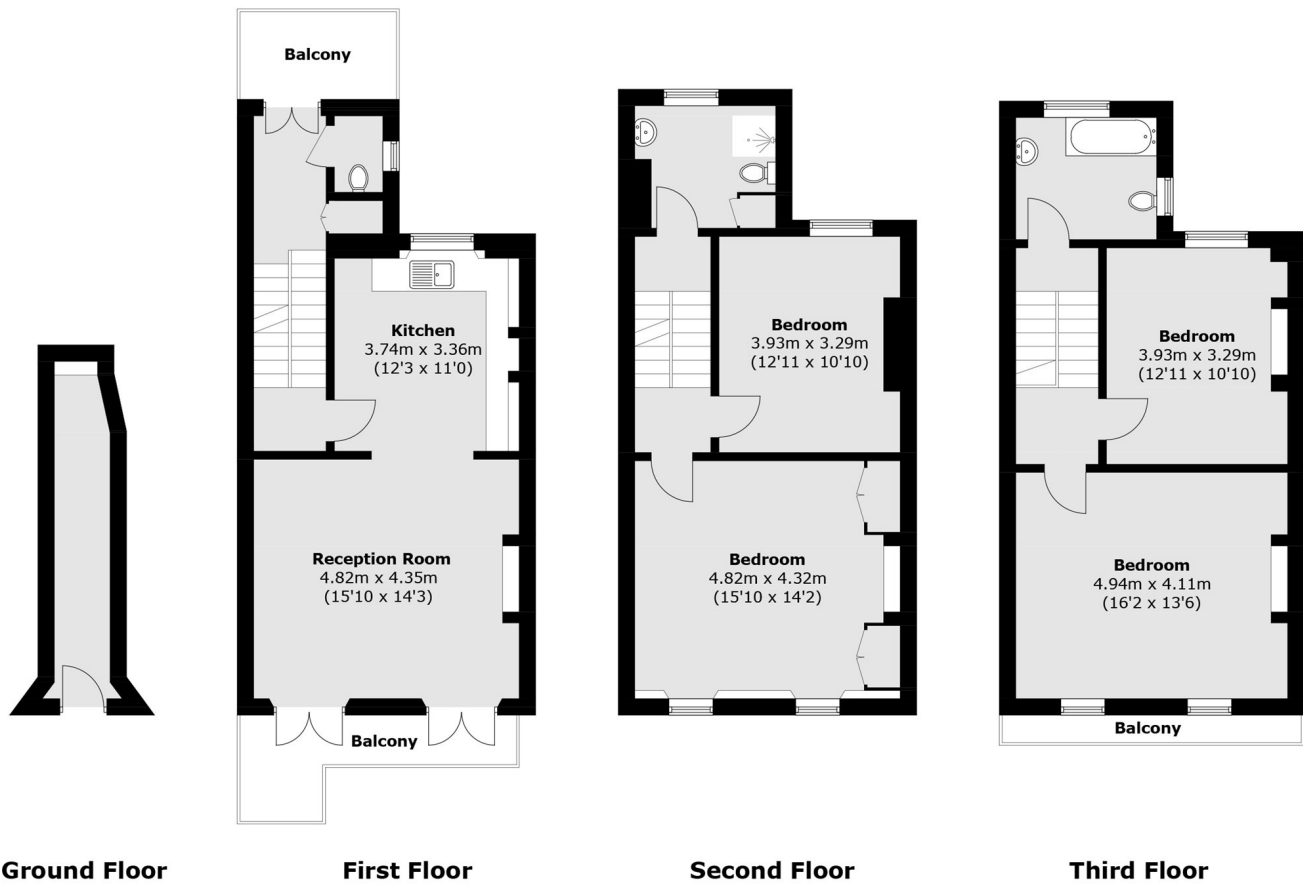 Balcony
Kitchen
3.74m x 3.36m
(12'3 x 11'0)
Reception Room
4.82m x 4.35m
(15'10 x 14'3)
Balcony
Bedroom
3.93m x 3.29m
(12'11 x 10'10)
Bedroom
4.82m x 4.32m
(15'10 x 14'2)
Bedroom
3.93m x 3.29m
(12'11 x 10'10)
Bedroom
4.94m x 4.11m
(16'2 x 13'6)
Balcony
Ground Floor
First Floor
Second Floor
Third Floor